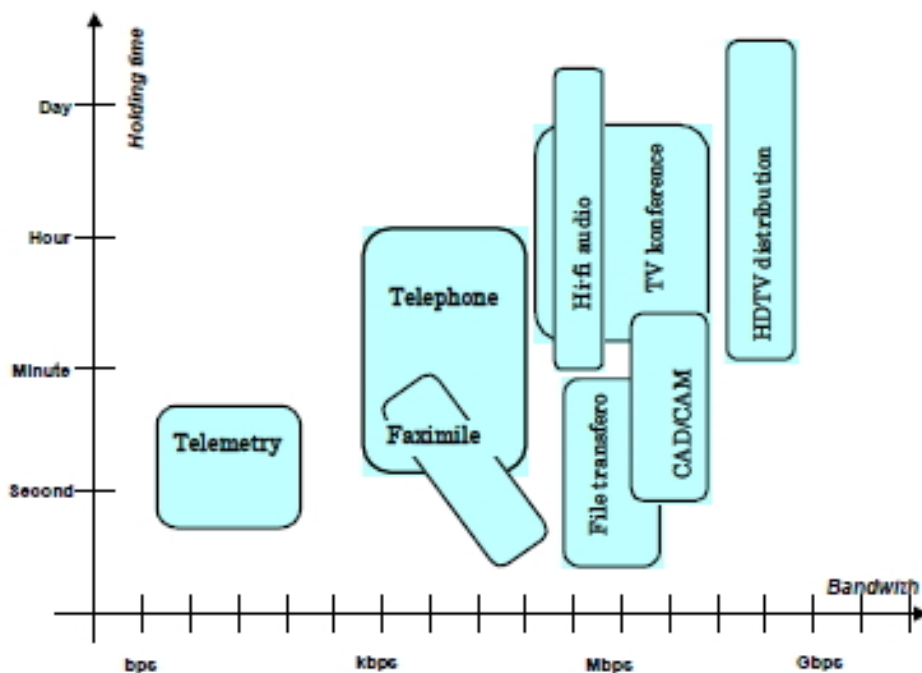 Holding time
Day
Hour
Minute
Second
Telemetry
Telephone
Faximile
Hi-fi audio
TV konference
HDTV distribution
File transfero
CAD/CAM
Bandwith
bps
kbps
Mbps
Gbps